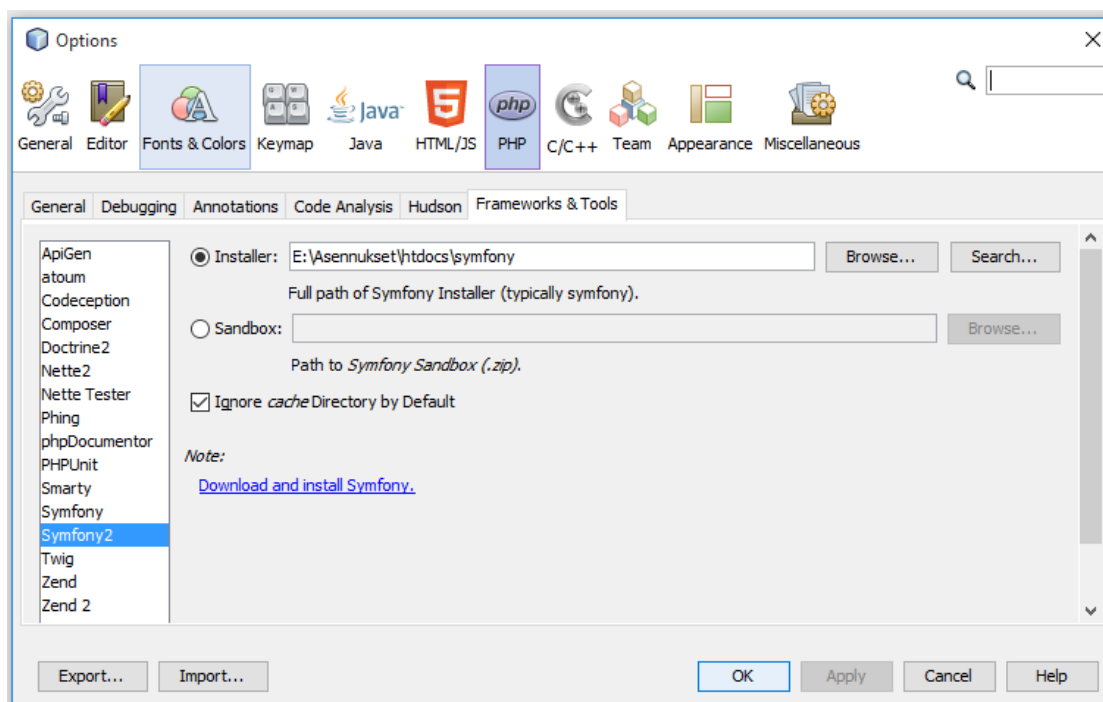 Options
General Editor Fonts & Colors Keymap Java HTML/JS PHP C/C++ Team Appearance Miscellaneous
General Debugging Annotations Code Analysis Hudson Frameworks & Tools
ApiGen
atoum
Codeception
Composer
Doctrine2
Nette2
Nette Tester
Phing
phpDocumentor
PHPUnit
Smarty
Symfony
Symfony2
Twig
Zend
Zend 2
Installer: E:\Asennukset\htdocs\symfony Browse... Search...
Full path of Symfony Installer (typically symfony).
Sandbox: Browse...
Path to Symfony Sandbox (.zip).
Ignore cache Directory by Default
Note:
Download and install Symfony.
Export... Import... OK Apply Cancel Help